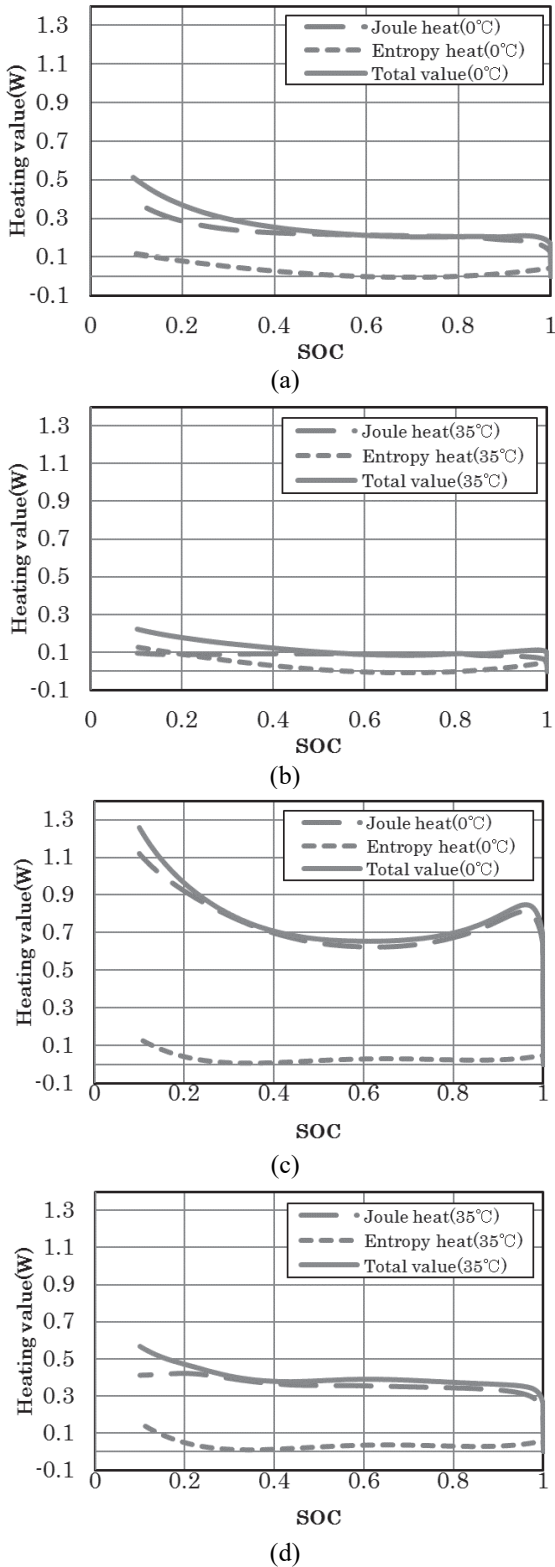 1.3
1.1
0.9
0.7
0.5
0.3
0.1
-0.1
Heating value(W)
Joule heat(0℃)
Entropy heat(0℃)
Total value(0℃)
0 0.2 0.4 0.6 0.8 1
SOC
(a)
1.3
1.1
0.9
0.7
0.5
0.3
0.1
-0.1
Heating value(W)
Joule heat(35℃)
Entropy heat(35℃)
Total value(35℃)
0 0.2 0.4 0.6 0.8 1
SOC
(b)
1.3
1.1
0.9
0.7
0.5
0.3
0.1
-0.1
Heating value(W)
Joule heat(0℃)
Entropy heat(0℃)
Total value(0℃)
0 0.2 0.4 0.6 0.8 1
SOC
(c)
1.3
1.1
0.9
0.7
0.5
0.3
0.1
-0.1
Heating value(W)
Joule heat(35℃)
Entropy heat(35℃)
Total value(35℃)
0 0.2 0.4 0.6 0.8 1
SOC
(d)